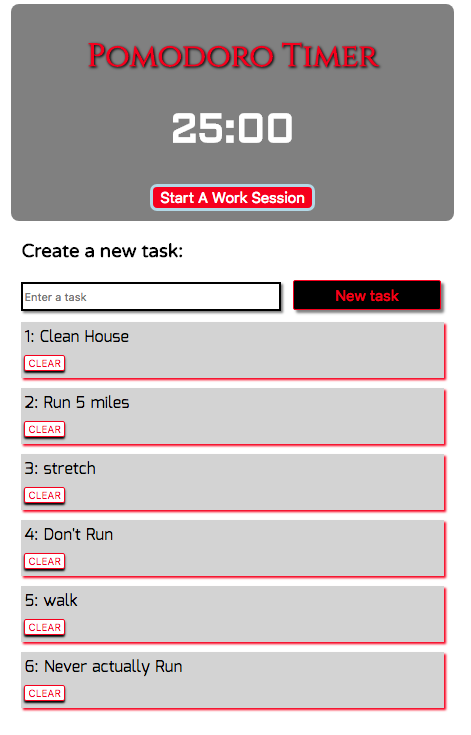 Pomodoro Timer
25:00
Start A Work Session
Create a new task:
Enter a task
New task
1: Clean House
CLEAR
2: Run 5 miles
CLEAR
3: stretch
CLEAR
4: Don't Run
CLEAR
5: walk
CLEAR
6: Never actually Run
CLEAR